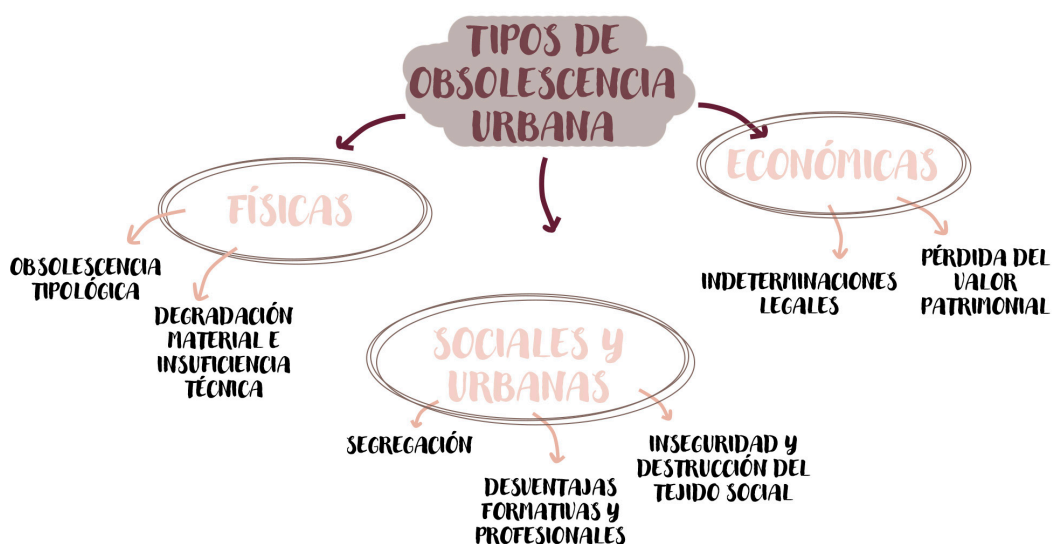 TIPOS DE
OBSOLESCENCIA
URBANA
FÍSICAS
OBSOLESCENCIA
TIPOLÓGICA
DEGRADACIÓN
MATERIAL E
INSUFICIENCIA
TÉCNICA
SOCIALES Y
URBANAS
SEGREGACIÓN
DESVENTAJAS
FORMATIVAS Y
PROFESIONALES
INSEGURIDAD Y
DESTRUCCIÓN DEL
TEJIDO SOCIAL
ECONÓMICAS
INDETERMINACIONES
LEGALES
PÉRDIDA DEL
VALOR
PATRIMONIAL